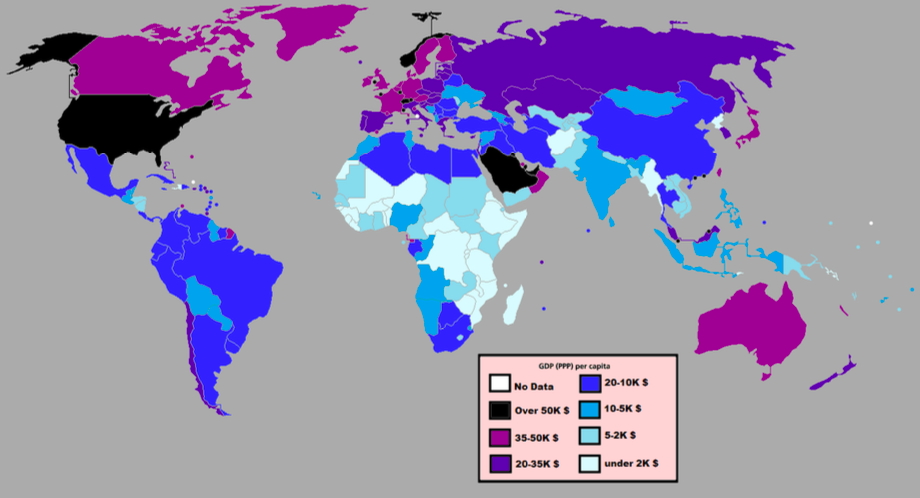 GDP (PPP) per capita
No Data
Over 50K $
35-50K $
20-35K $
20-10K $
10-5K $
5-2K $
under 2K $